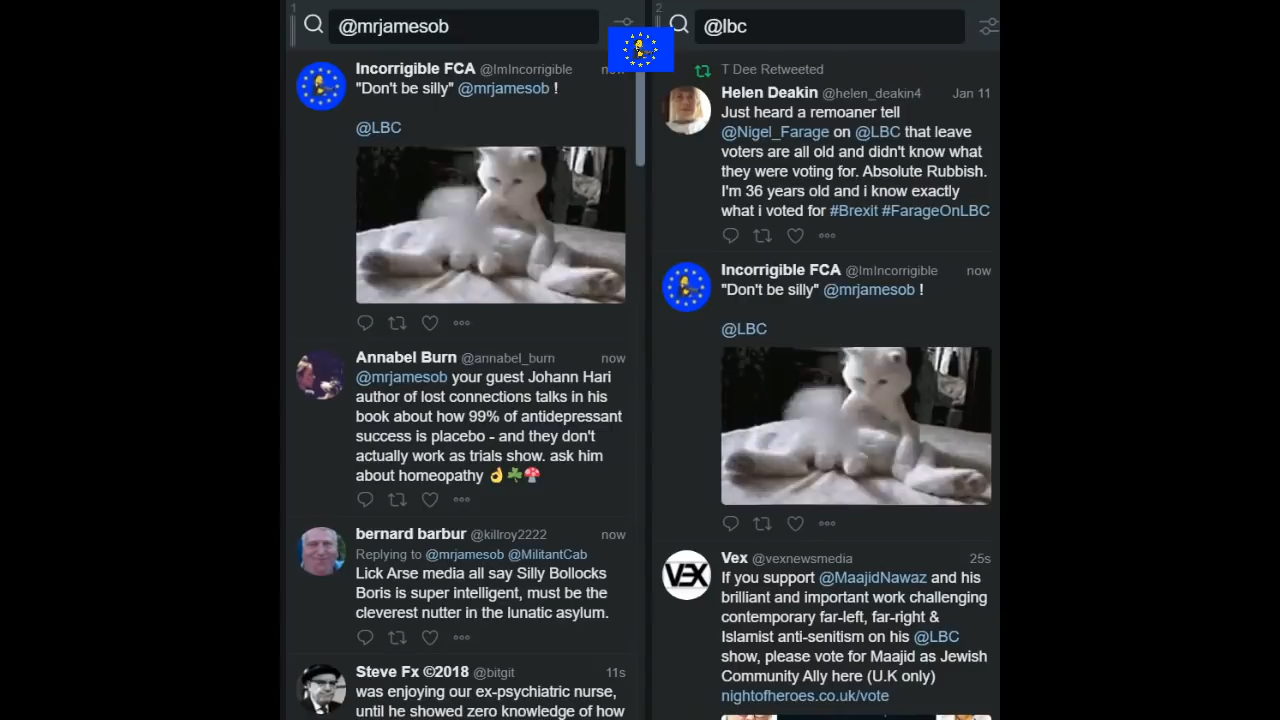 1
@mrjamesob
Incorrigible FCA @ImIncorrigible now
"Don't be silly" @mrjamesob !
@LBC
Annabel Burn @annabel_burn now
@mrjamesob your guest Johann Hari
author of lost connections talks in his
book about how 99% of antidepressant
success is placebo - and they don't
actually work as trials show. ask him
about homeopathy 👌☘🍄
bernard barbur @killroy2222 now
Replying to @mrjamesob @MilitantCab
Lick Arse media all say Silly Bollocks
Boris is super intelligent, must be the
cleverest nutter in the lunatic asylum.
Steve Fx ©2018 @bitgit 11s
was enjoying our ex-psychiatric nurse,
until he showed zero knowledge of how
2
@lbc
T Dee Retweeted
Helen Deakin @helen_deakin4 Jan 11
Just heard a remoaner tell
@Nigel_Farage on @LBC that leave
voters are all old and didn't know what
they were voting for. Absolute Rubbish.
I'm 36 years old and i know exactly
what i voted for #Brexit #FarageOnLBC
Incorrigible FCA @ImIncorrigible now
"Don't be silly" @mrjamesob !
@LBC
VEX
Vex @vexnewsmedia 25s
If you support @MaajidNawaz and his
brilliant and important work challenging
contemporary far-left, far-right &
Islamist anti-senitism on his @LBC
show, please vote for Maajid as Jewish
Community Ally here (U.K only)
nightofheroes.co.uk/vote